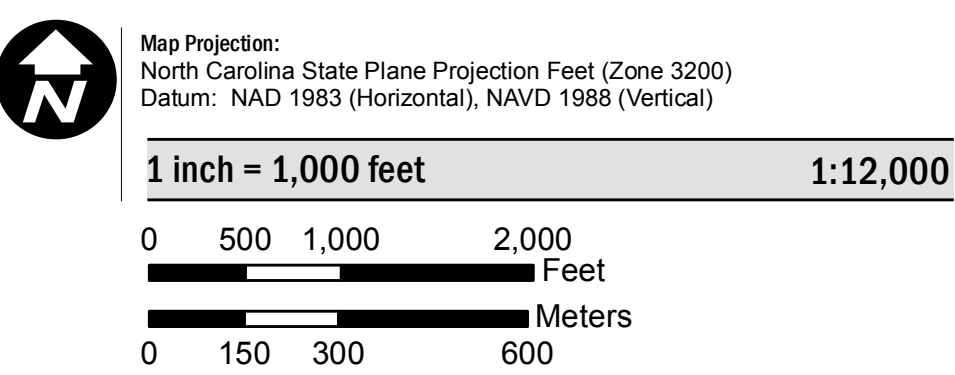 N
Map Projection:
North Carolina State Plane Projection Feet (Zone 3200)
Datum: NAD 1983 (Horizontal), NAVD 1988 (Vertical)
1 inch = 1,000 feet 1:12,000
0 500 1,000 2,000
Feet
Meters
0 150 300 600